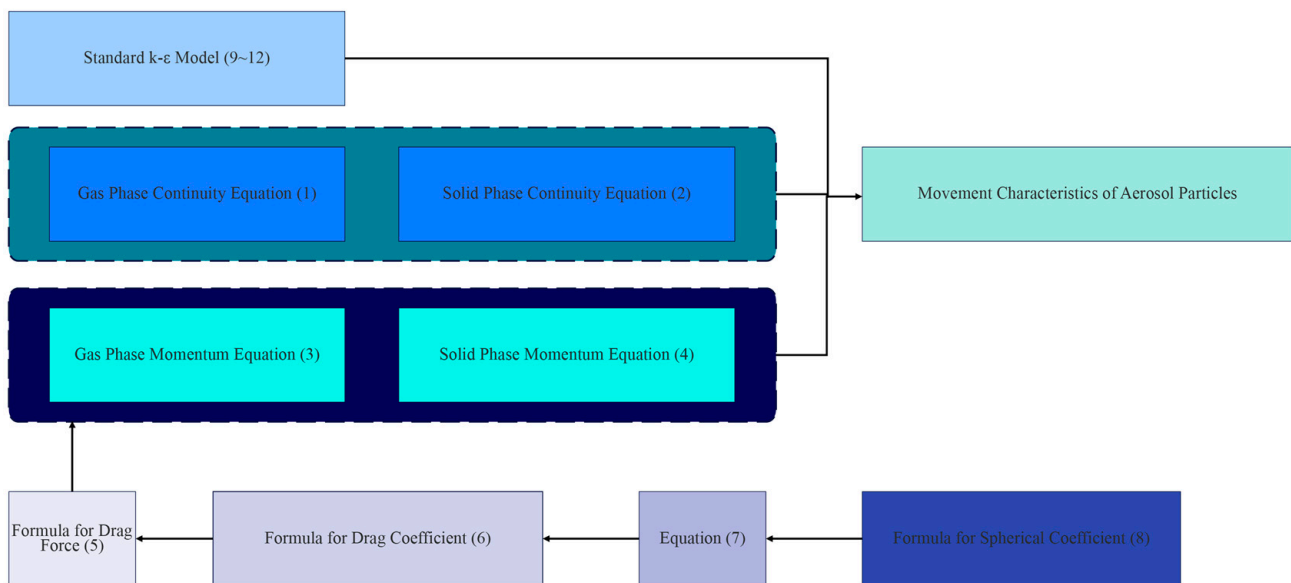 Standard k-ε Model (9~12)
Gas Phase Continuity Equation (1)
Solid Phase Continuity Equation (2)
Movement Characteristics of Aerosol Particles
Gas Phase Momentum Equation (3)
Solid Phase Momentum Equation (4)
Formula for Drag
Force (5)
Formula for Drag Coefficient (6)
Equation (7)
Formula for Spherical Coefficient (8)